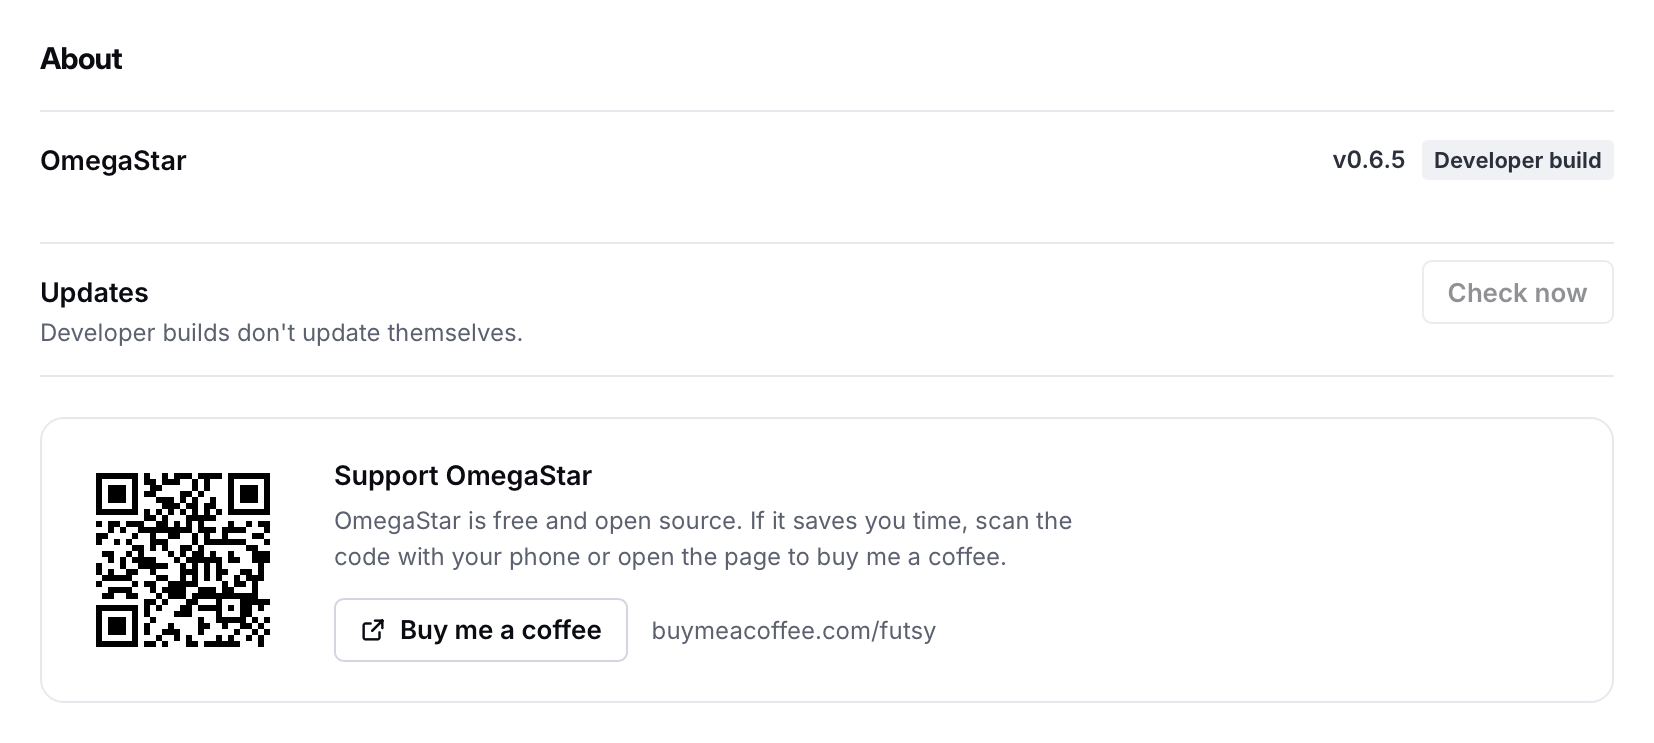 About
OmegaStar
v0.6.5
Developer build
Updates
Check now
Developer builds don't update themselves.
Support OmegaStar
OmegaStar is free and open source. If it saves you time, scan the
code with your phone or open the page to buy me a coffee.
Buy me a coffee
buymeacoffee.com/futsy